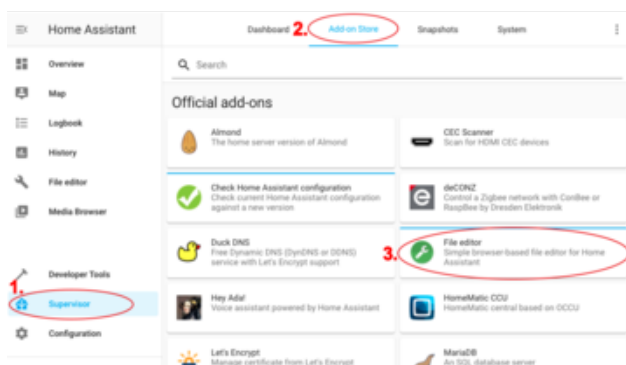 Home Assistant
Dashboard 2. Add-on Store Snapshots System
Overview
Map
Logbook
History
File editor
Media Browser
Developer Tools
1.
Supervisor
Configuration
Search
Official add-ons
Almond
The home server version of Almond
CEC Scanner
Scan for HDMI CEC devices
Check Home Assistant configuration
Check current Home Assistant configuration
against a new version
deCONZ
Control a Zigbee network with ConBee or
RaspBee by Dresden Elektronik
Duck DNS
Free Dynamic DNS (DynDNS or DDNS)
service with Let's Encrypt support
3.
File editor
Simple browser-based file editor for Home
Assistant
Hey Ada!
Voice assistant powered by Home Assistant
HomeMatic CCU
HomeMatic central based on OCCU
Let's Encrypt
Manage certificate from Let's Encrypt
MariaDB
An SQL database server